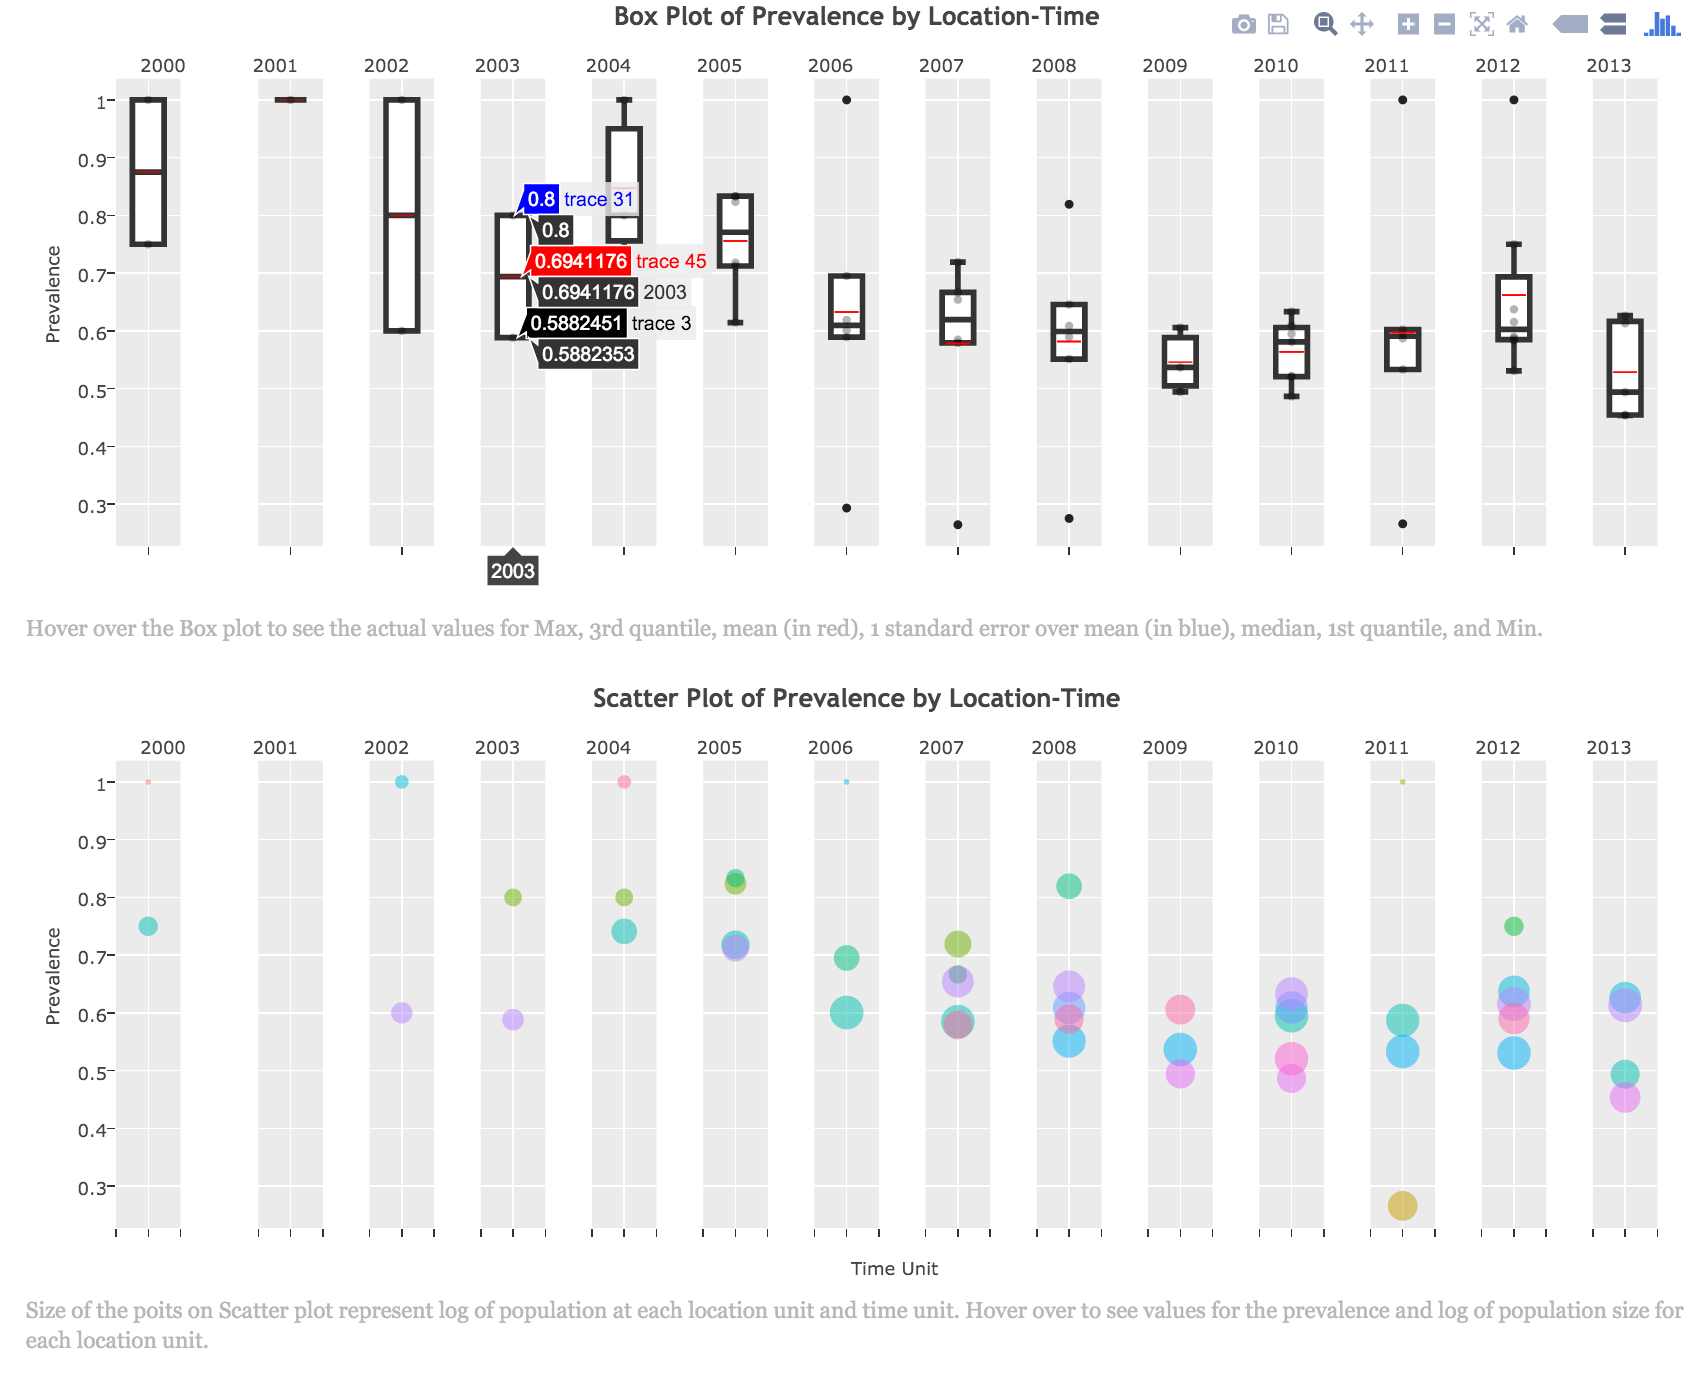 Box Plot of Prevalence by Location-Time
2000 2001 2002 2003 2004 2005 2006 2007 2008 2009 2010 2011 2012 2013
1
0.9
0.8
0.7
0.6
0.5
0.4
0.3
Prevalence
0.8 trace 31
0.8
0.6941176 trace 45
0.6941176 2003
0.5882451 trace 3
0.5882353
2003
Hover over the Box plot to see the actual values for Max, 3rd quantile, mean (in red), 1 standard error over mean (in blue), median, 1st quantile, and Min.
Scatter Plot of Prevalence by Location-Time
2000 2001 2002 2003 2004 2005 2006 2007 2008 2009 2010 2011 2012 2013
1
0.9
0.8
0.7
0.6
0.5
0.4
0.3
Prevalence
Time Unit
Size of the poits on Scatter plot represent log of population at each location unit and time unit. Hover over to see values for the prevalence and log of population size for
each location unit.